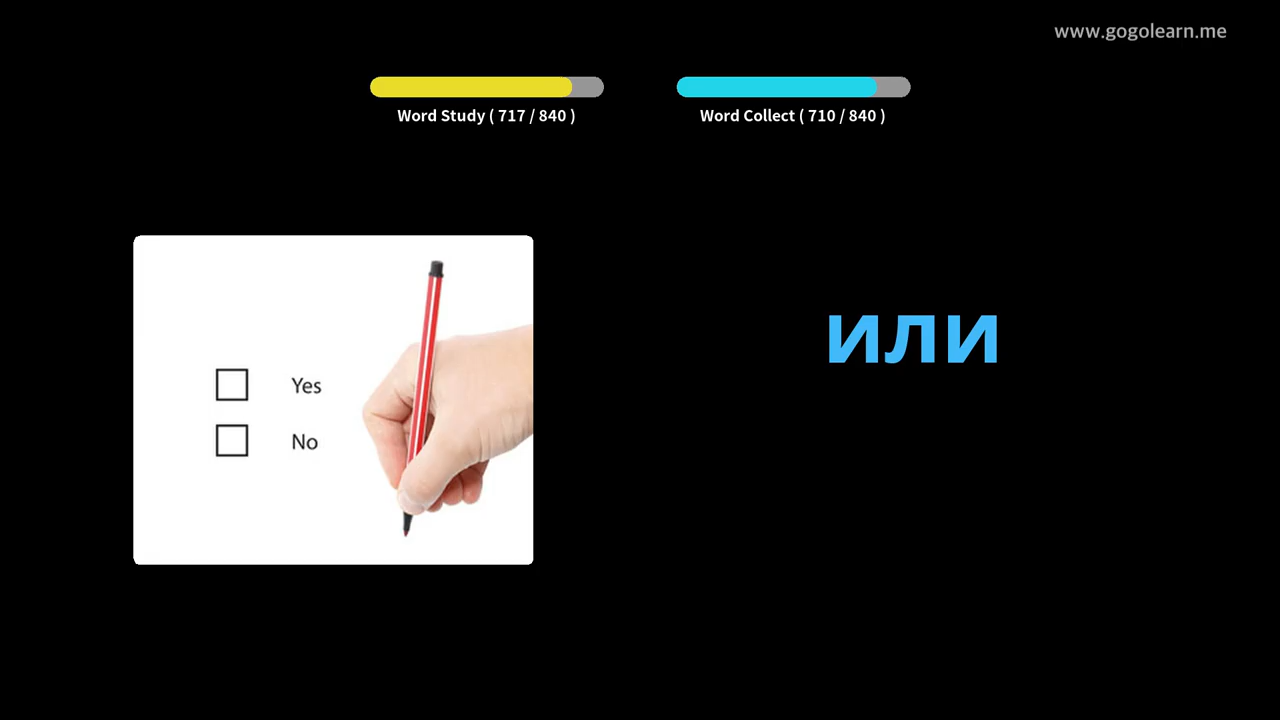 www.gogolearn.me
Word Study ( 717 / 840 ) Word Collect ( 710 / 840 )
или
Yes
No